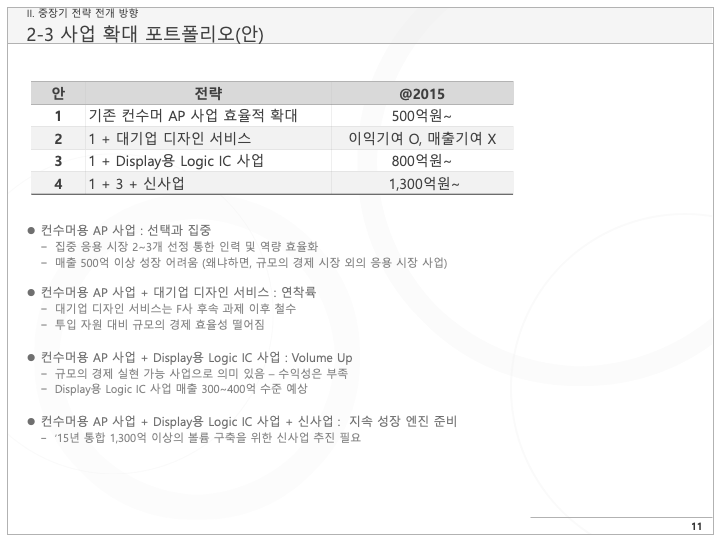 II. 중장기 전략 전개 방향
2-3 사업 확대 포트폴리오(안)
안 전략 @2015
1 기존 컨수머 AP 사업 효율적 확대 500억원~
2 1 + 대기업 디자인 서비스 이익기여 O, 매출기여 X
3 1 + Display용 Logic IC 사업 800억원~
4 1 + 3 + 신사업 1,300억원~
● 컨수머용 AP 사업 : 선택과 집중
– 집중 응용 시장 2~3개 선정 통한 인력 및 역량 효율화
– 매출 500억 이상 성장 어려움 (왜냐하면, 규모의 경제 시장 외의 응용 시장 사업)
● 컨수머용 AP 사업 + 대기업 디자인 서비스 : 연착륙
– 대기업 디자인 서비스는 F사 후속 과제 이후 철수
– 투입 자원 대비 규모의 경제 효율성 떨어짐
● 컨수머용 AP 사업 + Display용 Logic IC 사업 : Volume Up
– 규모의 경제 실현 가능 사업으로 의미 있음 – 수익성은 부족
– Display용 Logic IC 사업 매출 300~400억 수준 예상
● 컨수머용 AP 사업 + Display용 Logic IC 사업 + 신사업 : 지속 성장 엔진 준비
– ‘15년 통합 1,300억 이상의 볼륨 구축을 위한 신사업 추진 필요
11